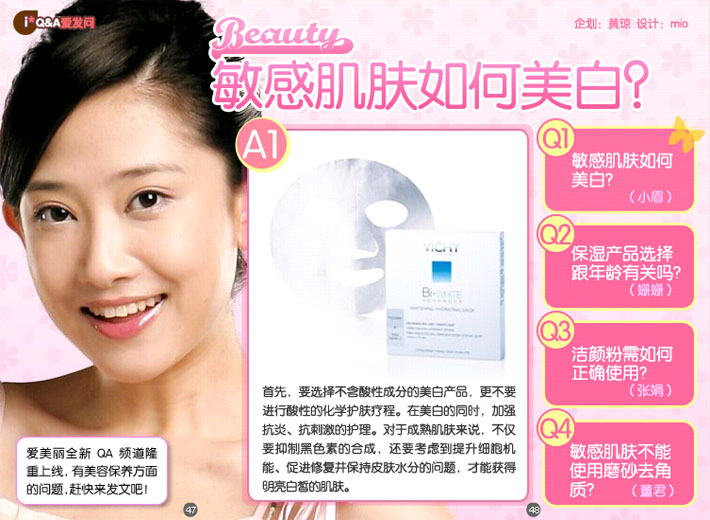 i*Q&A爱发问
企划：黄琼 设计：mio
Beauty
敏感肌肤如何美白?
A1
VICHY
Bi-WHITE
ADVANCED
WHITENING HYDRATING MASK
首先，要选择不含酸性成分的美白产品，更不要
进行酸性的化学护肤疗程。在美白的同时，加强
抗炎、抗刺激的护理。对于成熟肌肤来说，不仅
要抑制黑色素的合成，还要考虑到提升细胞机
能、促进修复并保持皮肤水分的问题，才能获得
明亮白皙的肌肤。
Q1
敏感肌肤如何
美白?
（小眉）
Q2
保湿产品选择
跟年龄有关吗?
（姗姗）
Q3
洁颜粉需如何
正确使用?
（张娟）
Q4
敏感肌肤不能
使用磨砂去角
质?
（董君）
爱美丽全新 QA 频道隆
重上线，有美容保养方面
的问题,赶快来发文吧!
47
48